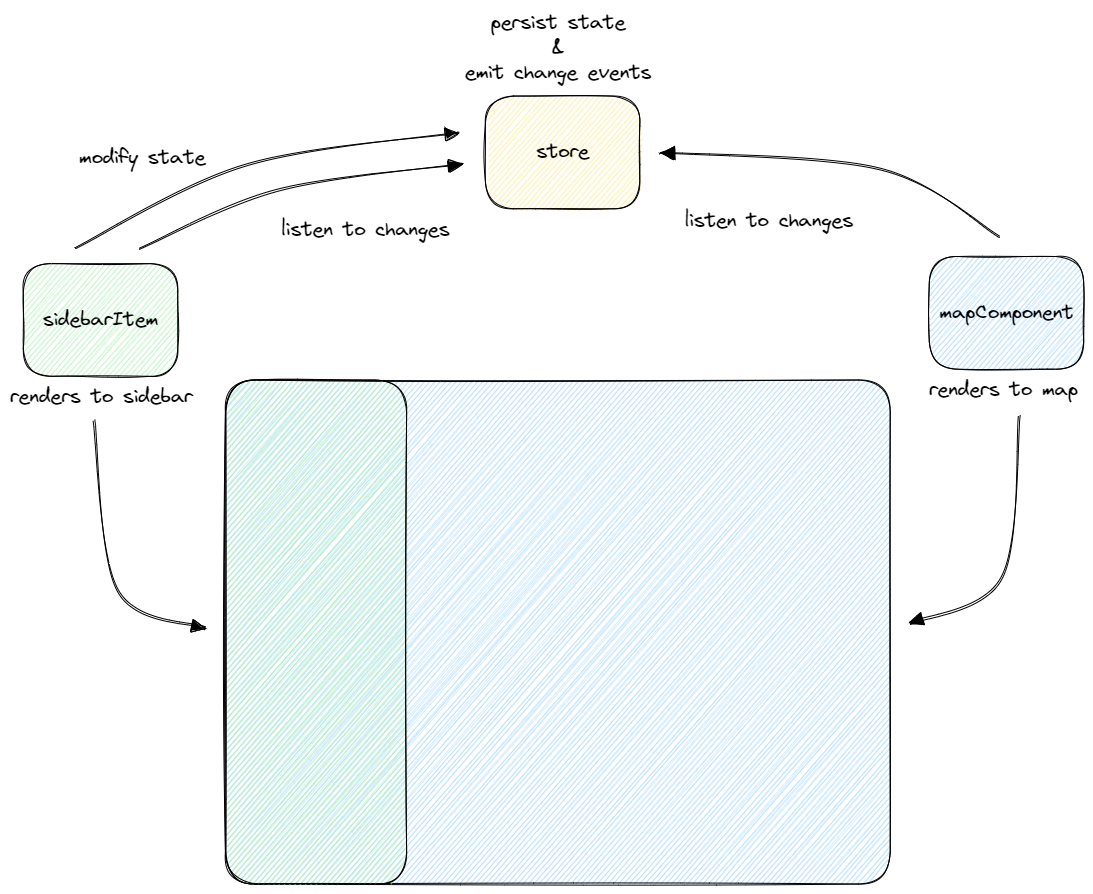 persist state
&
emit change events
store
modify state
listen to changes
listen to changes
sidebarItem
mapComponent
renders to sidebar
renders to map